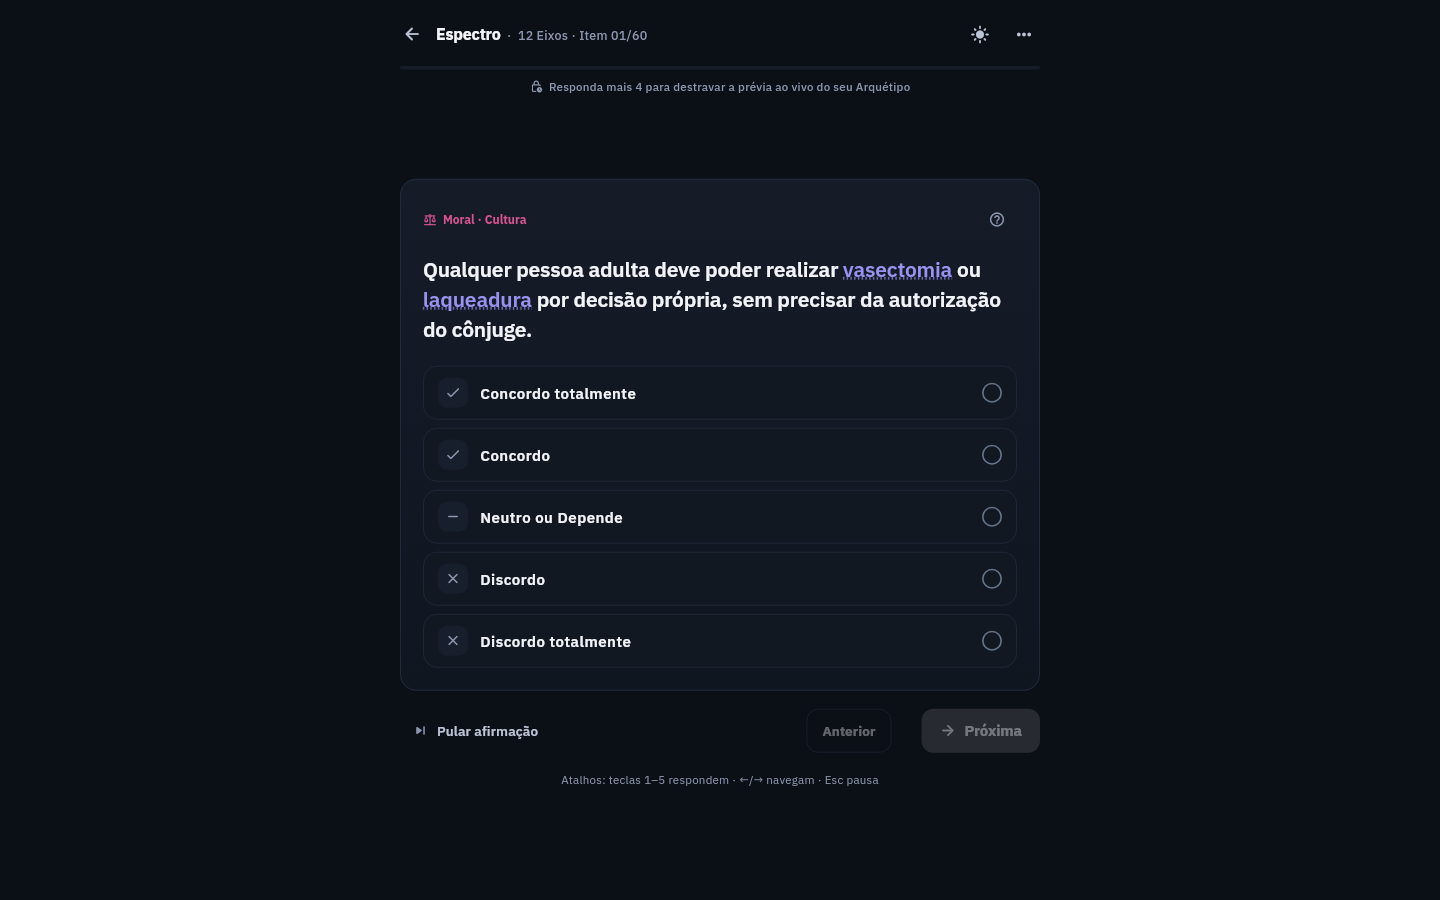 Espectro · 12 Eixos · Item 01/60
Responda mais 4 para destravar a prévia ao vivo do seu Arquétipo
Moral · Cultura
Qualquer pessoa adulta deve poder realizar vasectomia ou
laqueadura por decisão própria, sem precisar da autorização
do cônjuge.
Concordo totalmente
Concordo
Neutro ou Depende
Discordo
Discordo totalmente
Pular afirmação
Anterior
Próxima
Atalhos: teclas 1–5 respondem · ←/→ navegam · Esc pausa